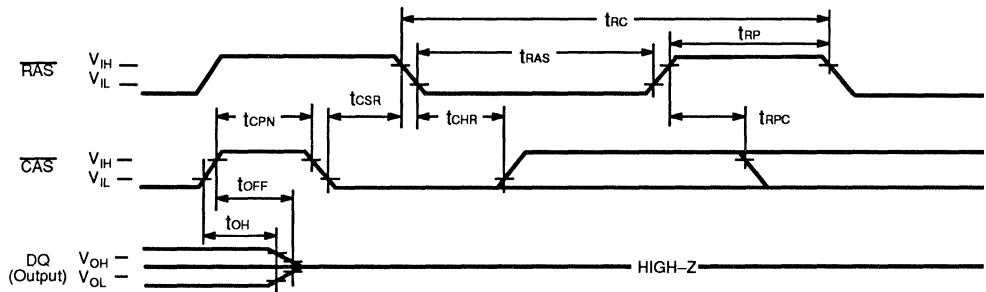 tRC
tRP
tRAS
RAS
VIH
VIL
tCSR
tCPN
tCHR
tRPC
CAS
VIH
VIL
tOFF
tOH
DQ
(Output)
VOH
VOL
HIGH–Z